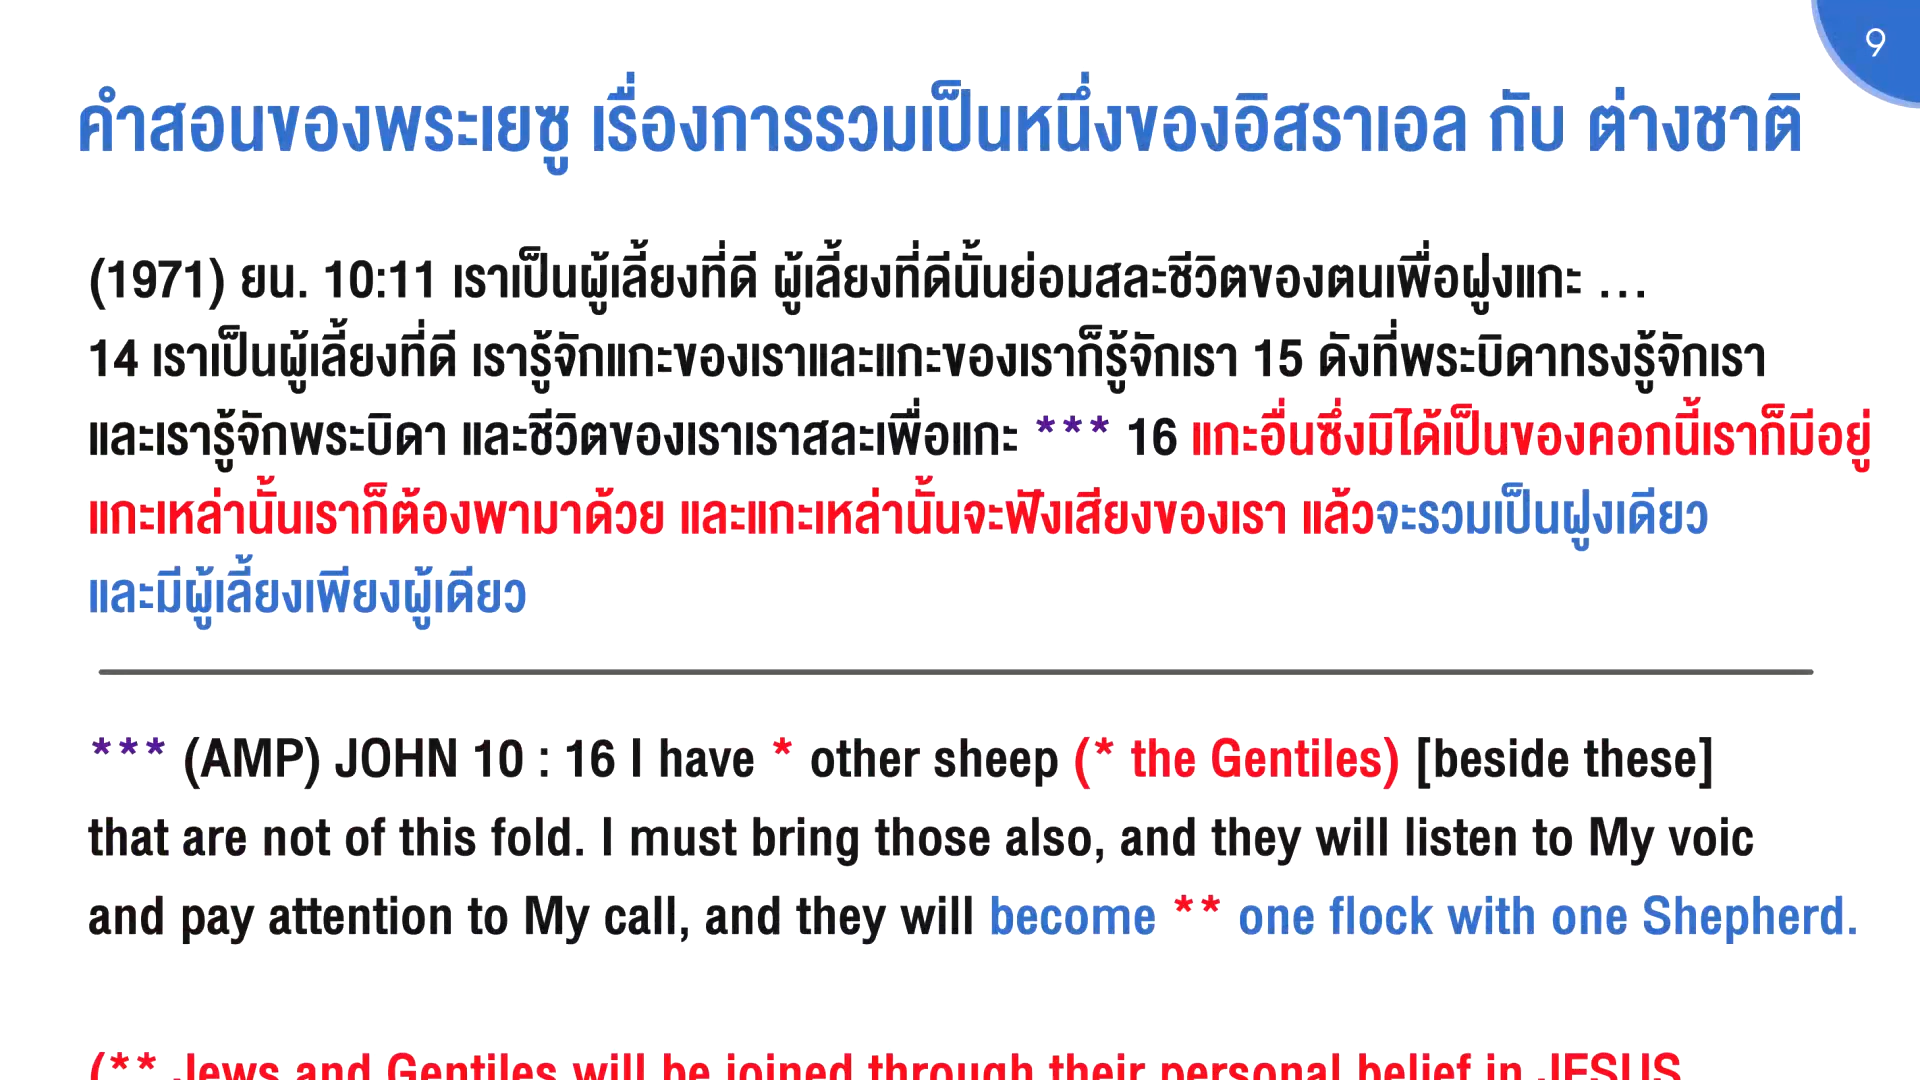 9
คำสอนของพระเยซู เรื่องการรวมเป็นหนึ่งของอิสราเอล กับ ต่างชาติ
(1971) ยน. 10:11 เราเป็นผู้เลี้ยงที่ดี ผู้เลี้ยงที่ดีนั้นย่อมสละชีวิตของตนเพื่อฝูงแกะ ...
14 เราเป็นผู้เลี้ยงที่ดี เรารู้จักแกะของเราและแกะของเราก็รู้จักเรา 15 ดังที่พระบิดาทรงรู้จักเรา
และเรารู้จักพระบิดา และชีวิตของเราเราสละเพื่อแกะ *** 16 แกะอื่นซึ่งมิได้เป็นของคอกนี้เราก็มีอยู่
แกะเหล่านั้นเราก็ต้องพามาด้วย และแกะเหล่านั้นจะฟังเสียงของเรา แล้วจะรวมเป็นฝูงเดียว
และมีผู้เลี้ยงเพียงผู้เดียว
*** (AMP) JOHN 10 : 16 I have * other sheep (* the Gentiles) [beside these]
that are not of this fold. I must bring those also, and they will listen to My voic
and pay attention to My call, and they will become ** one flock with one Shepherd.
(** Jews and Gentiles will be joined through their personal belief in JESUS